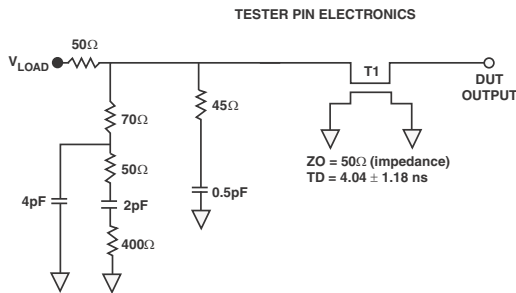 TESTER PIN ELECTRONICS
50Ω
VLOAD
T1
DUT
OUTPUT
70Ω
45Ω
50Ω
4pF
2pF
0.5pF
400Ω
ZO = 50Ω (impedance)
TD = 4.04 ± 1.18 ns